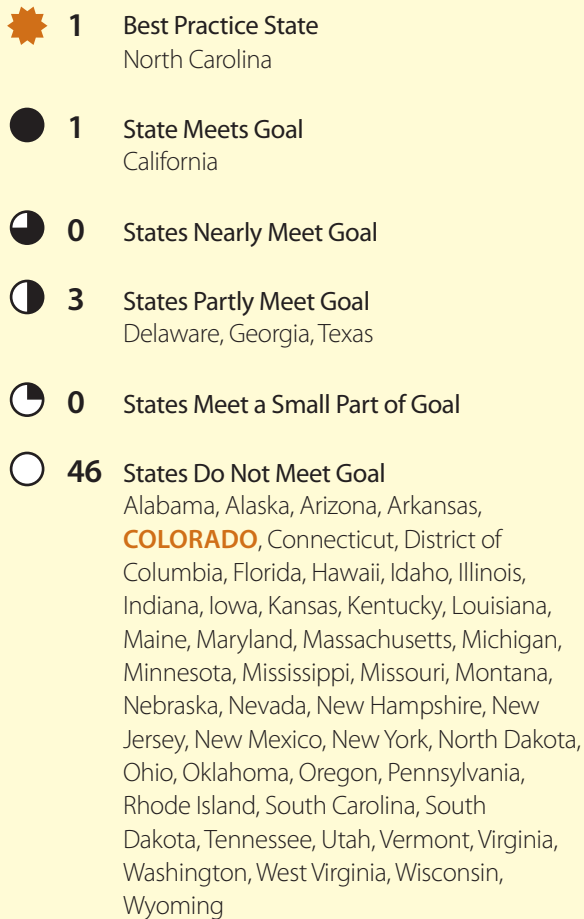 1 Best Practice State
North Carolina
1 State Meets Goal
California
0 States Nearly Meet Goal
3 States Partly Meet Goal
Delaware, Georgia, Texas
0 States Meet a Small Part of Goal
46 States Do Not Meet Goal
Alabama, Alaska, Arizona, Arkansas,
COLORADO, Connecticut, District of
Columbia, Florida, Hawaii, Idaho, Illinois,
Indiana, Iowa, Kansas, Kentucky, Louisiana,
Maine, Maryland, Massachusetts, Michigan,
Minnesota, Mississippi, Missouri, Montana,
Nebraska, Nevada, New Hampshire, New
Jersey, New Mexico, New York, North Dakota,
Ohio, Oklahoma, Oregon, Pennsylvania,
Rhode Island, South Carolina, South
Dakota, Tennessee, Utah, Vermont, Virginia,
Washington, West Virginia, Wisconsin,
Wyoming